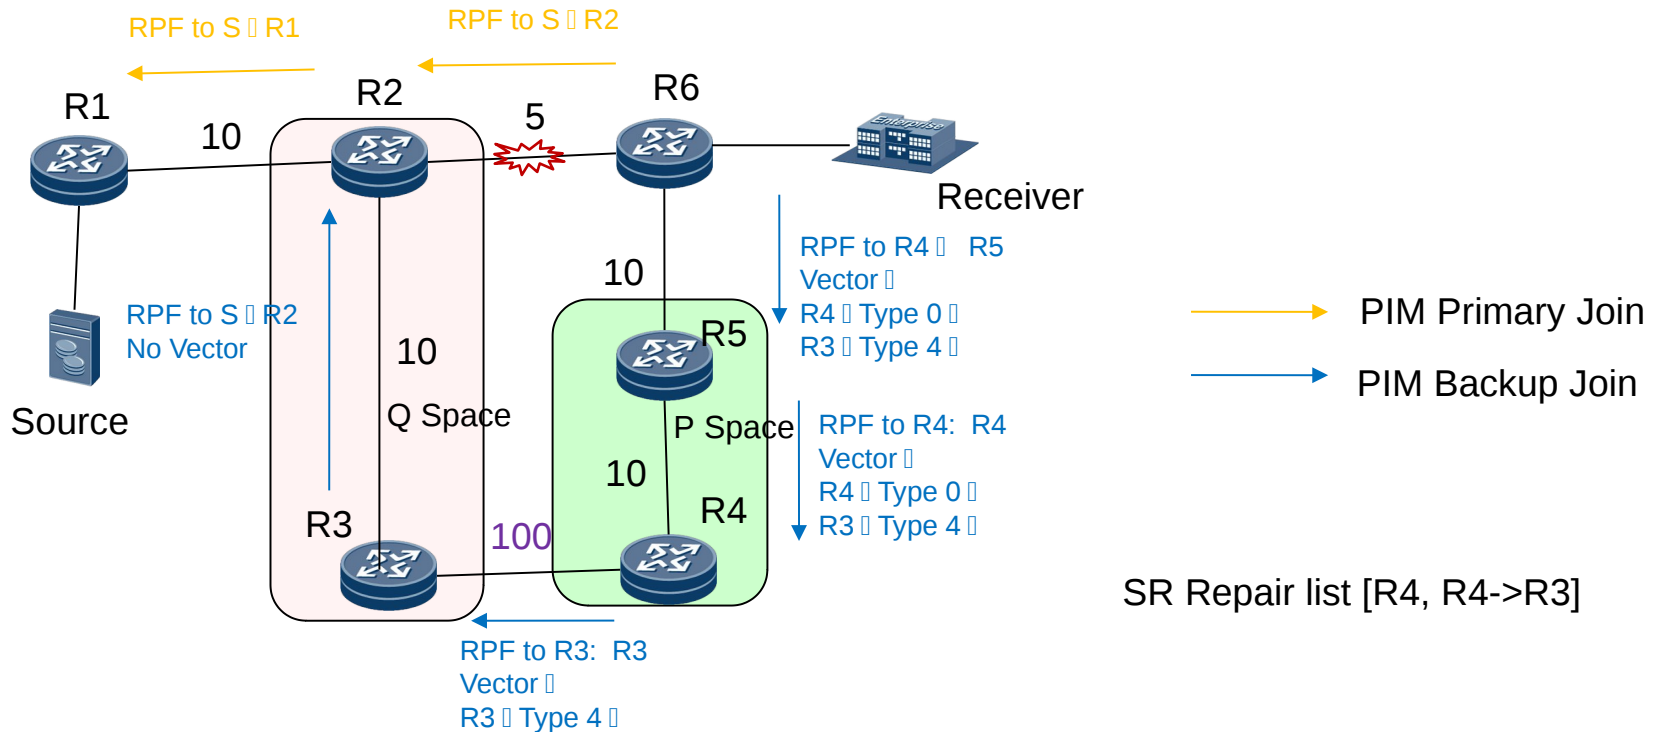 RPF to S  R1
RPF to S  R2
R1
R2
R6
10
5
Enterprise
Receiver
RPF to R4   R5
Vector 
R4  Type 0 
R3  Type 4 
RPF to S  R2
No Vector
10
10
R5
PIM Primary Join
PIM Backup Join
Source
Q Space
P Space
RPF to R4:  R4
Vector 
R4  Type 0 
R3  Type 4 
10
R3
R4
100
SR Repair list [R4, R4->R3]
RPF to R3:  R3
Vector 
R3  Type 4